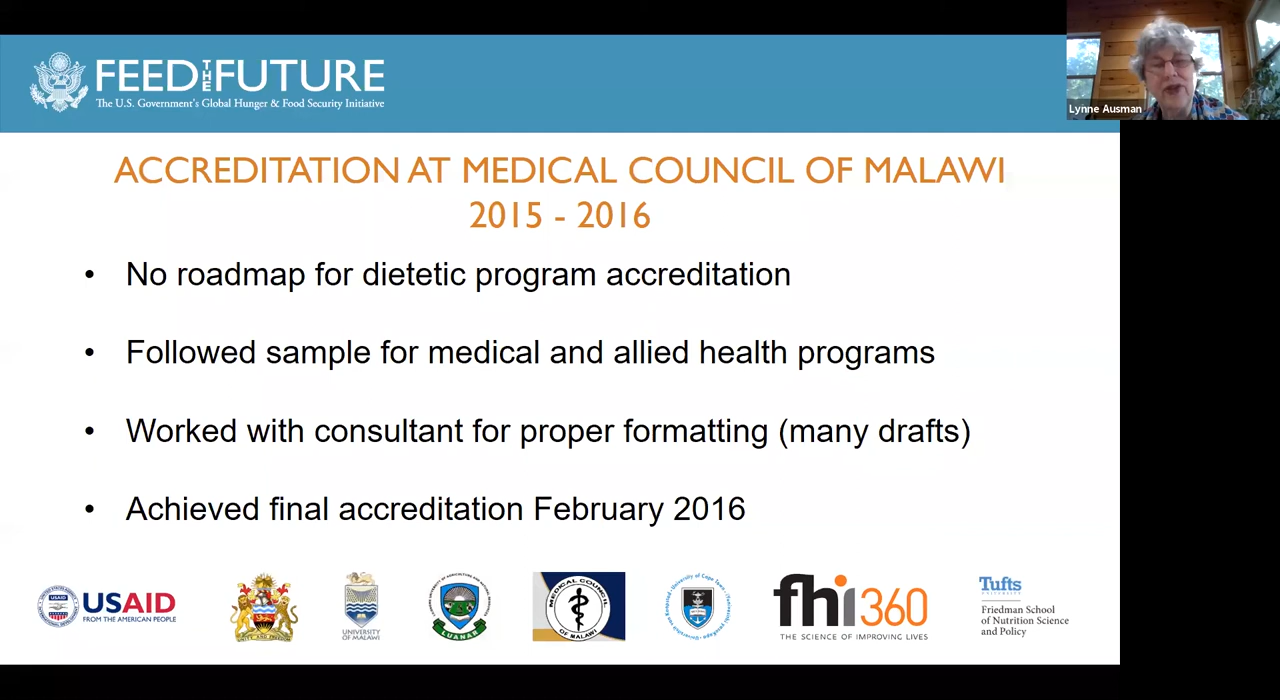 FEED THE FUTURE
The U.S. Government's Global Hunger & Food Security Initiative
Lynne Ausman
ACCREDITATION AT MEDICAL COUNCIL OF MALAWI
2015 - 2016
• No roadmap for dietetic program accreditation
• Followed sample for medical and allied health programs
• Worked with consultant for proper formatting (many drafts)
• Achieved final accreditation February 2016
USAID
FROM THE AMERICAN PEOPLE
UNIVERSITY
OF MALAWI
LUANAR
MEDICAL COUNCIL
OF MALAWI
fhi360
THE SCIENCE OF IMPROVING LIVES
Tufts
UNIVERSITY
Friedman School
of Nutrition Science
and Policy